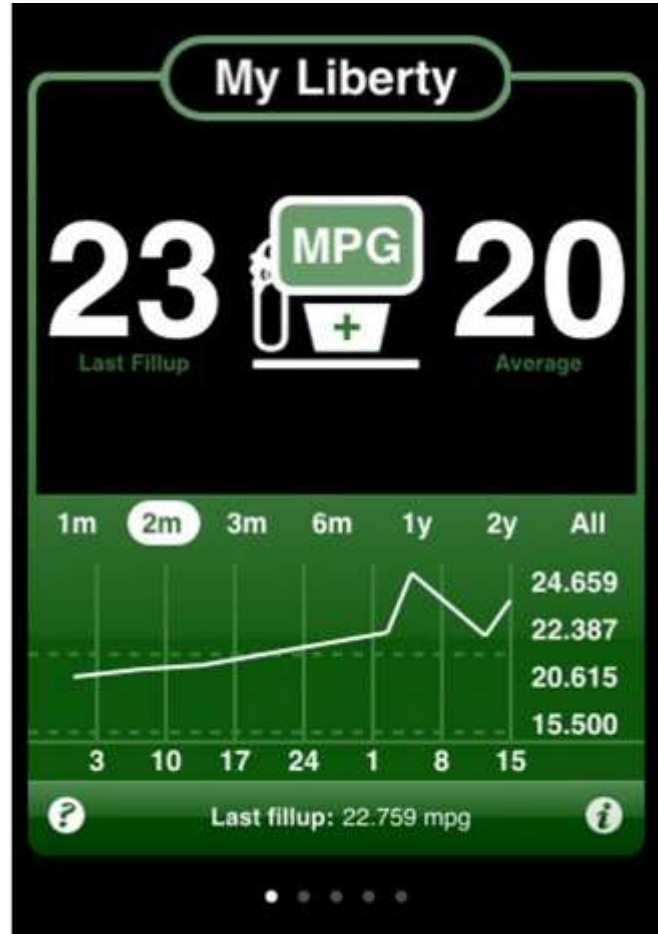 My Liberty
23 MPG 20
+
Last Fillup Average
1m 2m 3m 6m 1y 2y All
24.659
22.387
20.615
15.500
3 10 17 24 1 8 15
? Last fillup: 22.759 mpg i